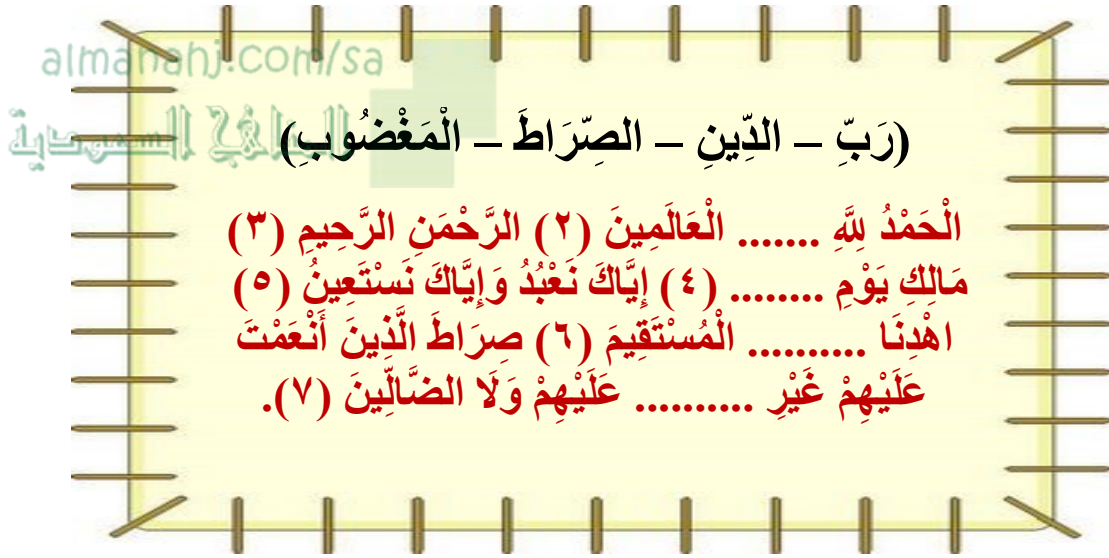 almanahj.com/sa
المناهج السعودية
(رَبِّ – الدِّينِ – الصِّرَاطَ – الْمَغْضُوبِ)
الْحَمْدُ لِلَّهِ ....... الْعَالَمِينَ (٢) الرَّحْمَنِ الرَّحِيمِ (٣)
مَالِكِ يَوْمِ ........ (٤) إِيَّاكَ نَعْبُدُ وَإِيَّاكَ نَسْتَعِينُ (٥)
اهْدِنَا .......... الْمُسْتَقِيمَ (٦) صِرَاطَ الَّذِينَ أَنْعَمْتَ
عَلَيْهِمْ غَيْرِ .......... عَلَيْهِمْ وَلَا الضَّالِّينَ (٧).